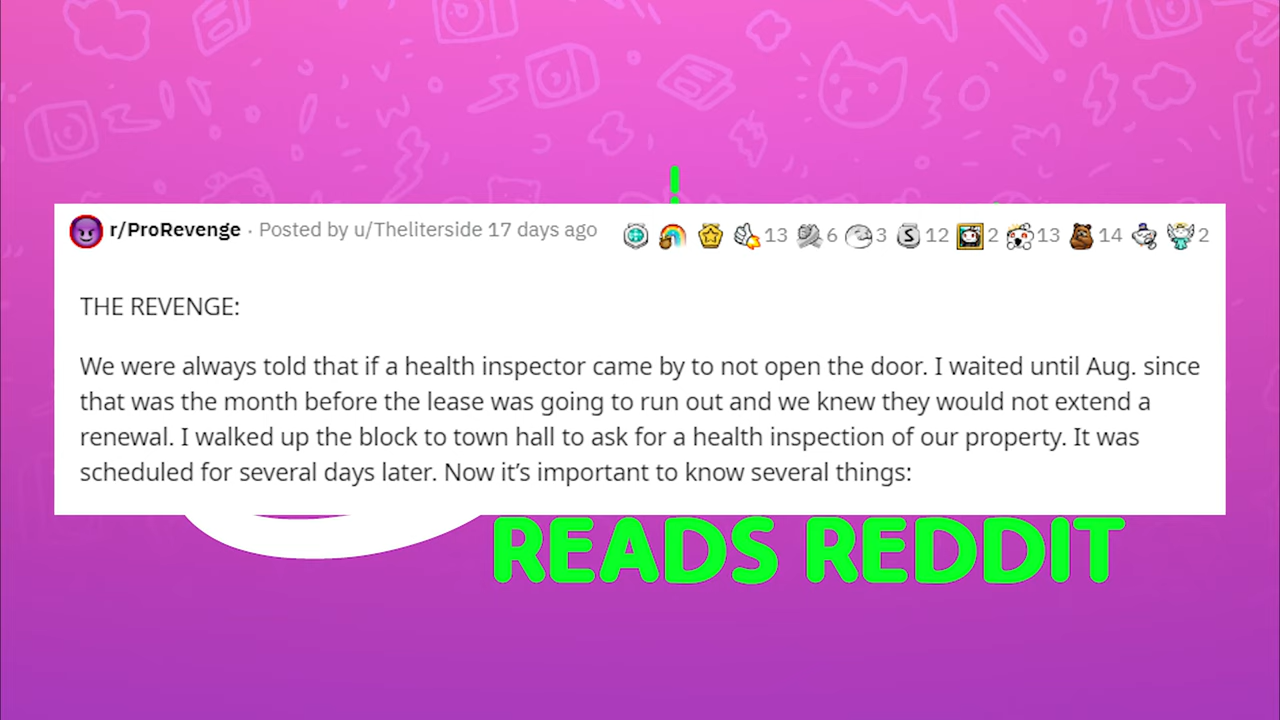 r/ProRevenge · Posted by u/Theliterside 17 days ago 13 6 3 S 12 2 13 14 2
THE REVENGE:
We were always told that if a health inspector came by to not open the door. I waited until Aug. since
that was the month before the lease was going to run out and we knew they would not extend a
renewal. I walked up the block to town hall to ask for a health inspection of our property. It was
scheduled for several days later. Now it’s important to know several things:
READS REDDIT